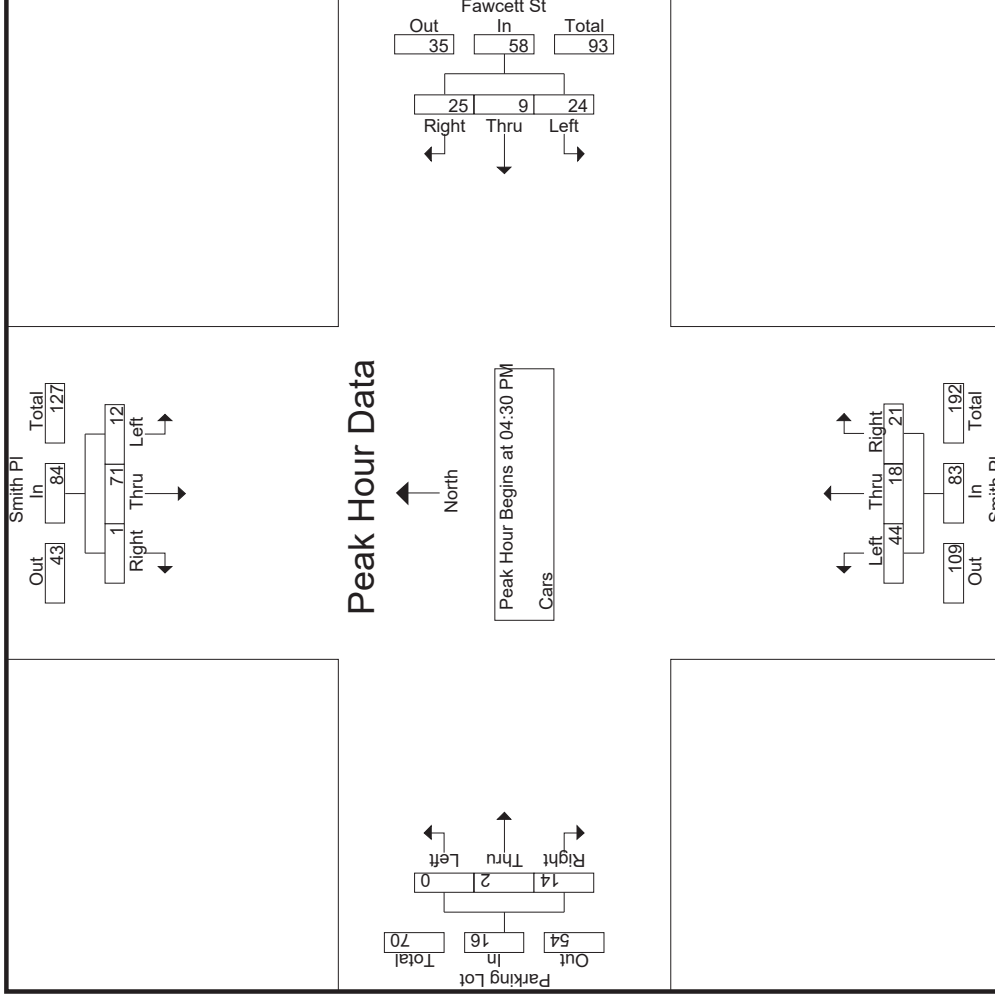 Fawcett St
Out In Total
35 58 93
25 9 24
Right Thru Left
Smith Pl
Out In Total
43 84 127
1 71 12
Right Thru Left
Peak Hour Data
North
Peak Hour Begins at 04:30 PM
Cars
Left Thru Right
44 18 21
109 83 192
Out In Total
Smith Pl
Left Thru Right
0 2 14
70 16 54
Total In Out
Parking Lot